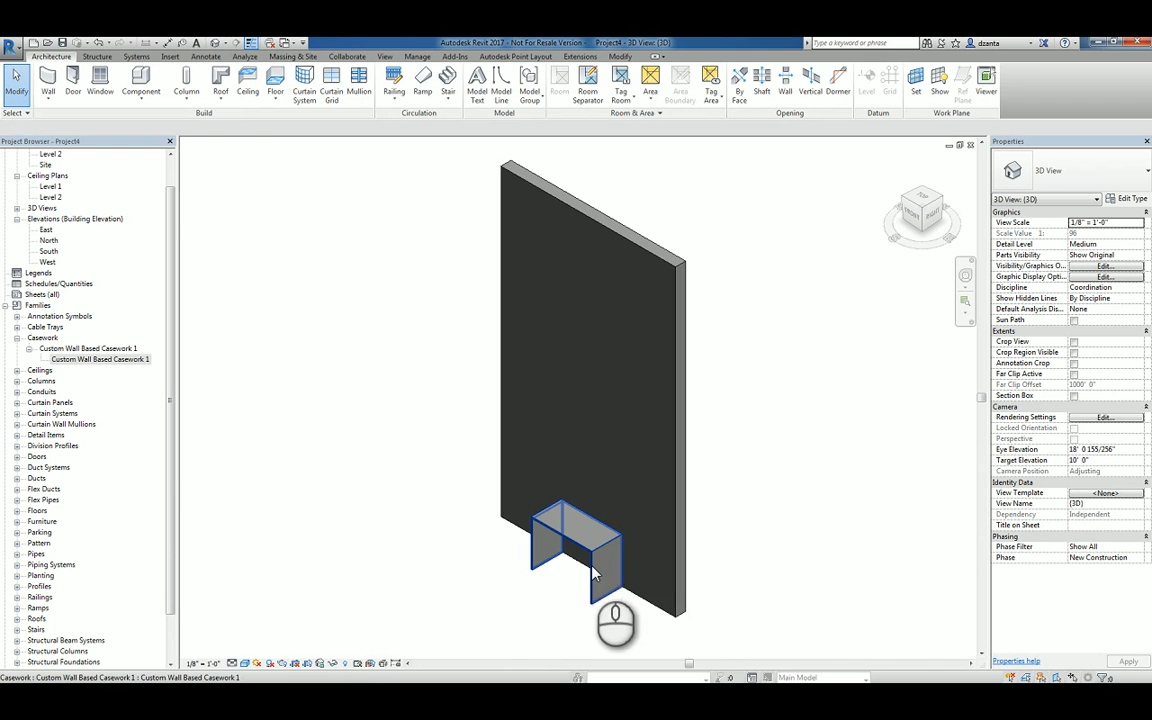 Autodesk Revit 2017 - Not For Resale Version - Project4 - 3D View: {3D}
Type a keyword or phrase
dzanta
Architecture Structure Systems Insert Annotate Analyze Massing & Site Collaborate View Manage Add-Ins Autodesk Point Layout Extensions Modify
Modify Wall Door Window Component Column Roof Ceiling Floor Curtain System Curtain Grid Mullion Railing Ramp Stair Model Text Model Line Model Group Room Room Separator Tag Room Area Area Boundary Tag Area By Face Shaft Wall Vertical Dormer Level Grid Set Show Ref Plane Viewer
Select Build Circulation Model Room & Area Opening Datum Work Plane
Project Browser - Project4
Level 2
Site
Ceiling Plans
Level 1
Level 2
3D Views
Elevations (Building Elevation)
East
North
South
West
Legends
Schedules/Quantities
Sheets (all)
Families
Annotation Symbols
Cable Trays
Casework
Custom Wall Based Casework 1
Custom Wall Based Casework 1
Ceilings
Columns
Conduits
Curtain Panels
Curtain Systems
Curtain Wall Mullions
Detail Items
Division Profiles
Doors
Duct Systems
Ducts
Flex Ducts
Flex Pipes
Floors
Furniture
Parking
Pattern
Pipes
Piping Systems
Planting
Profiles
Railings
Ramps
Roofs
Stairs
Structural Beam Systems
Structural Columns
Structural Foundations
TOP
FRONT RIGHT
Properties
3D View
3D View: {3D} Edit Type
Graphics
View Scale 1/8" = 1'-0"
Scale Value 1: 96
Detail Level Medium
Parts Visibility Show Original
Visibility/Graphics O... Edit...
Graphic Display Opti... Edit...
Discipline Coordination
Show Hidden Lines By Discipline
Default Analysis Dis... None
Sun Path
Extents
Crop View
Crop Region Visible
Annotation Crop
Far Clip Active
Far Clip Offset 1000' 0"
Section Box
Camera
Rendering Settings Edit...
Locked Orientation
Perspective
Eye Elevation 18' 0 155/256"
Target Elevation 10' 0"
Camera Position Adjusting
Identity Data
View Template <None>
View Name {3D}
Dependency Independent
Title on Sheet
Phasing
Phase Filter Show All
Phase New Construction
Properties help Apply
1/8" = 1'-0"
Casework : Custom Wall Based Casework 1 : Custom Wall Based Casework 1
:0 Main Model :0